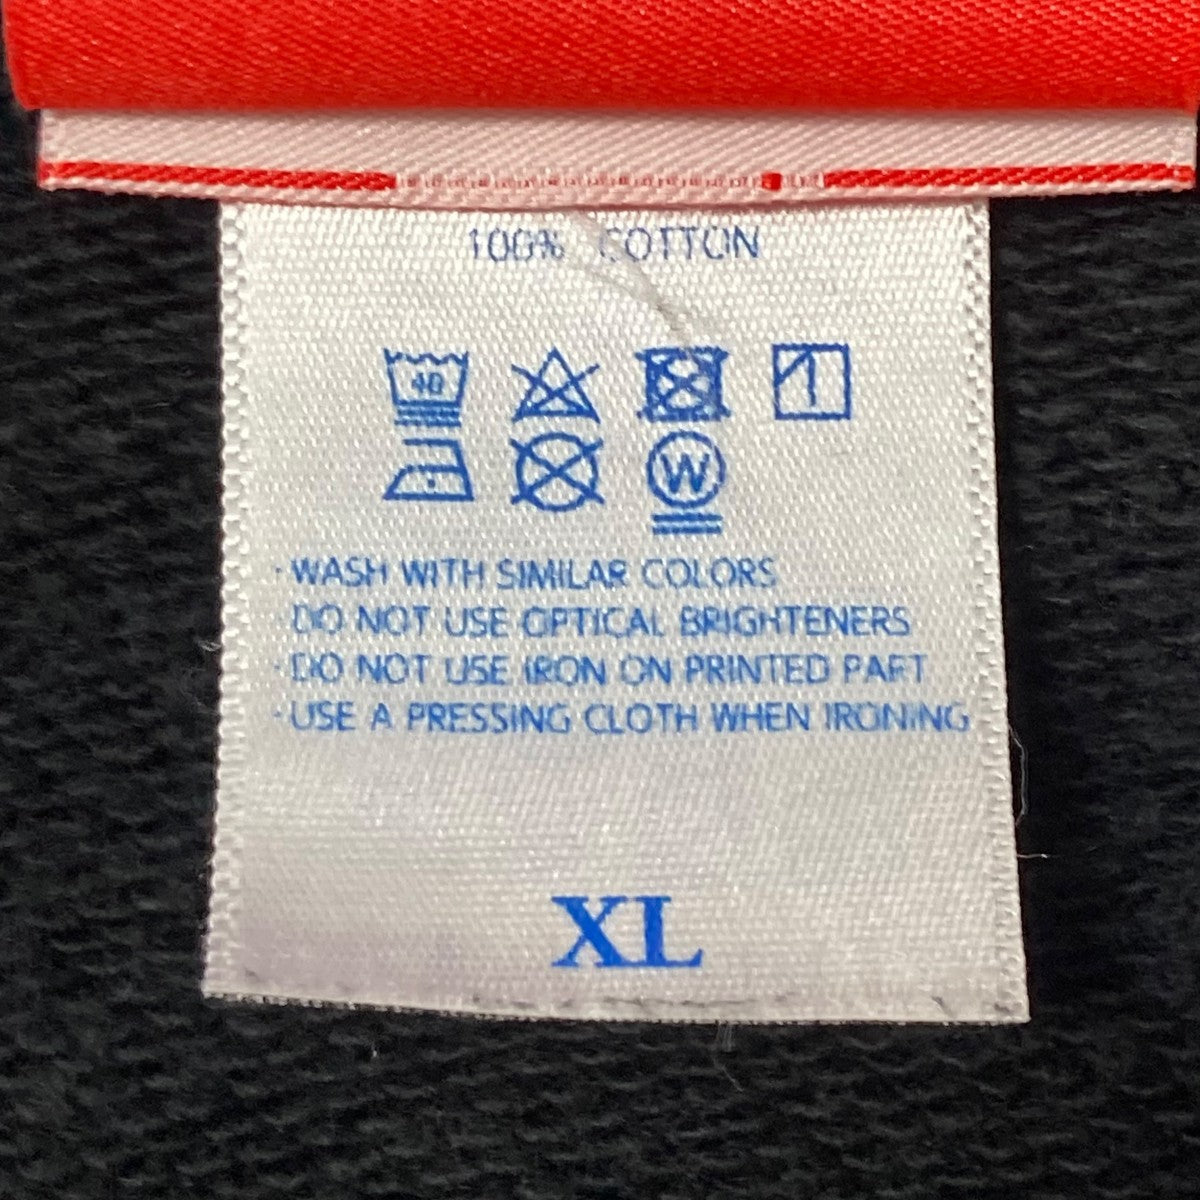 100% COTTON
40
W
· WASH WITH SIMILAR COLORS
· DO NOT USE OPTICAL BRIGHTENERS
· DO NOT USE IRON ON PRINTED PART
· USE A PRESSING CLOTH WHEN IRONING
XL